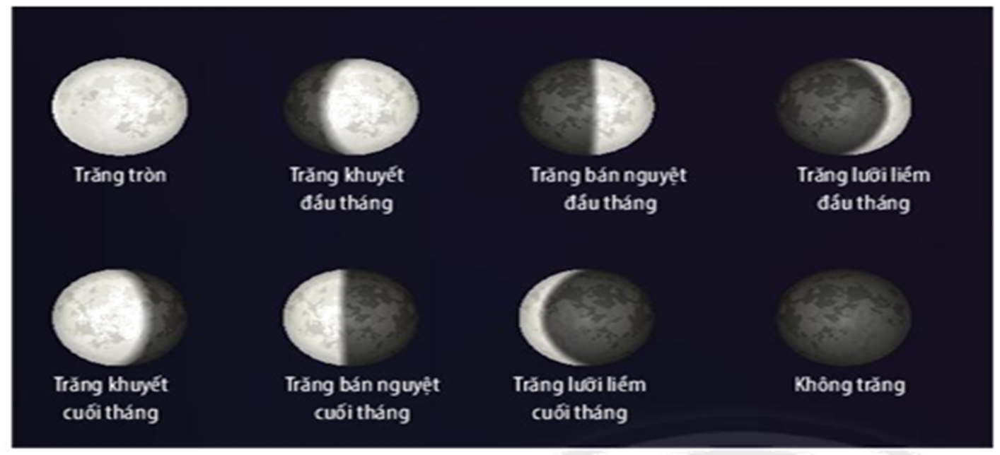 Trăng tròn
Trăng khuyết
đầu tháng
Trăng bán nguyệt
đầu tháng
Trăng lưỡi liềm
đầu tháng
Trăng khuyết
cuối tháng
Trăng bán nguyệt
cuối tháng
Trăng lưỡi liềm
cuối tháng
Không trăng